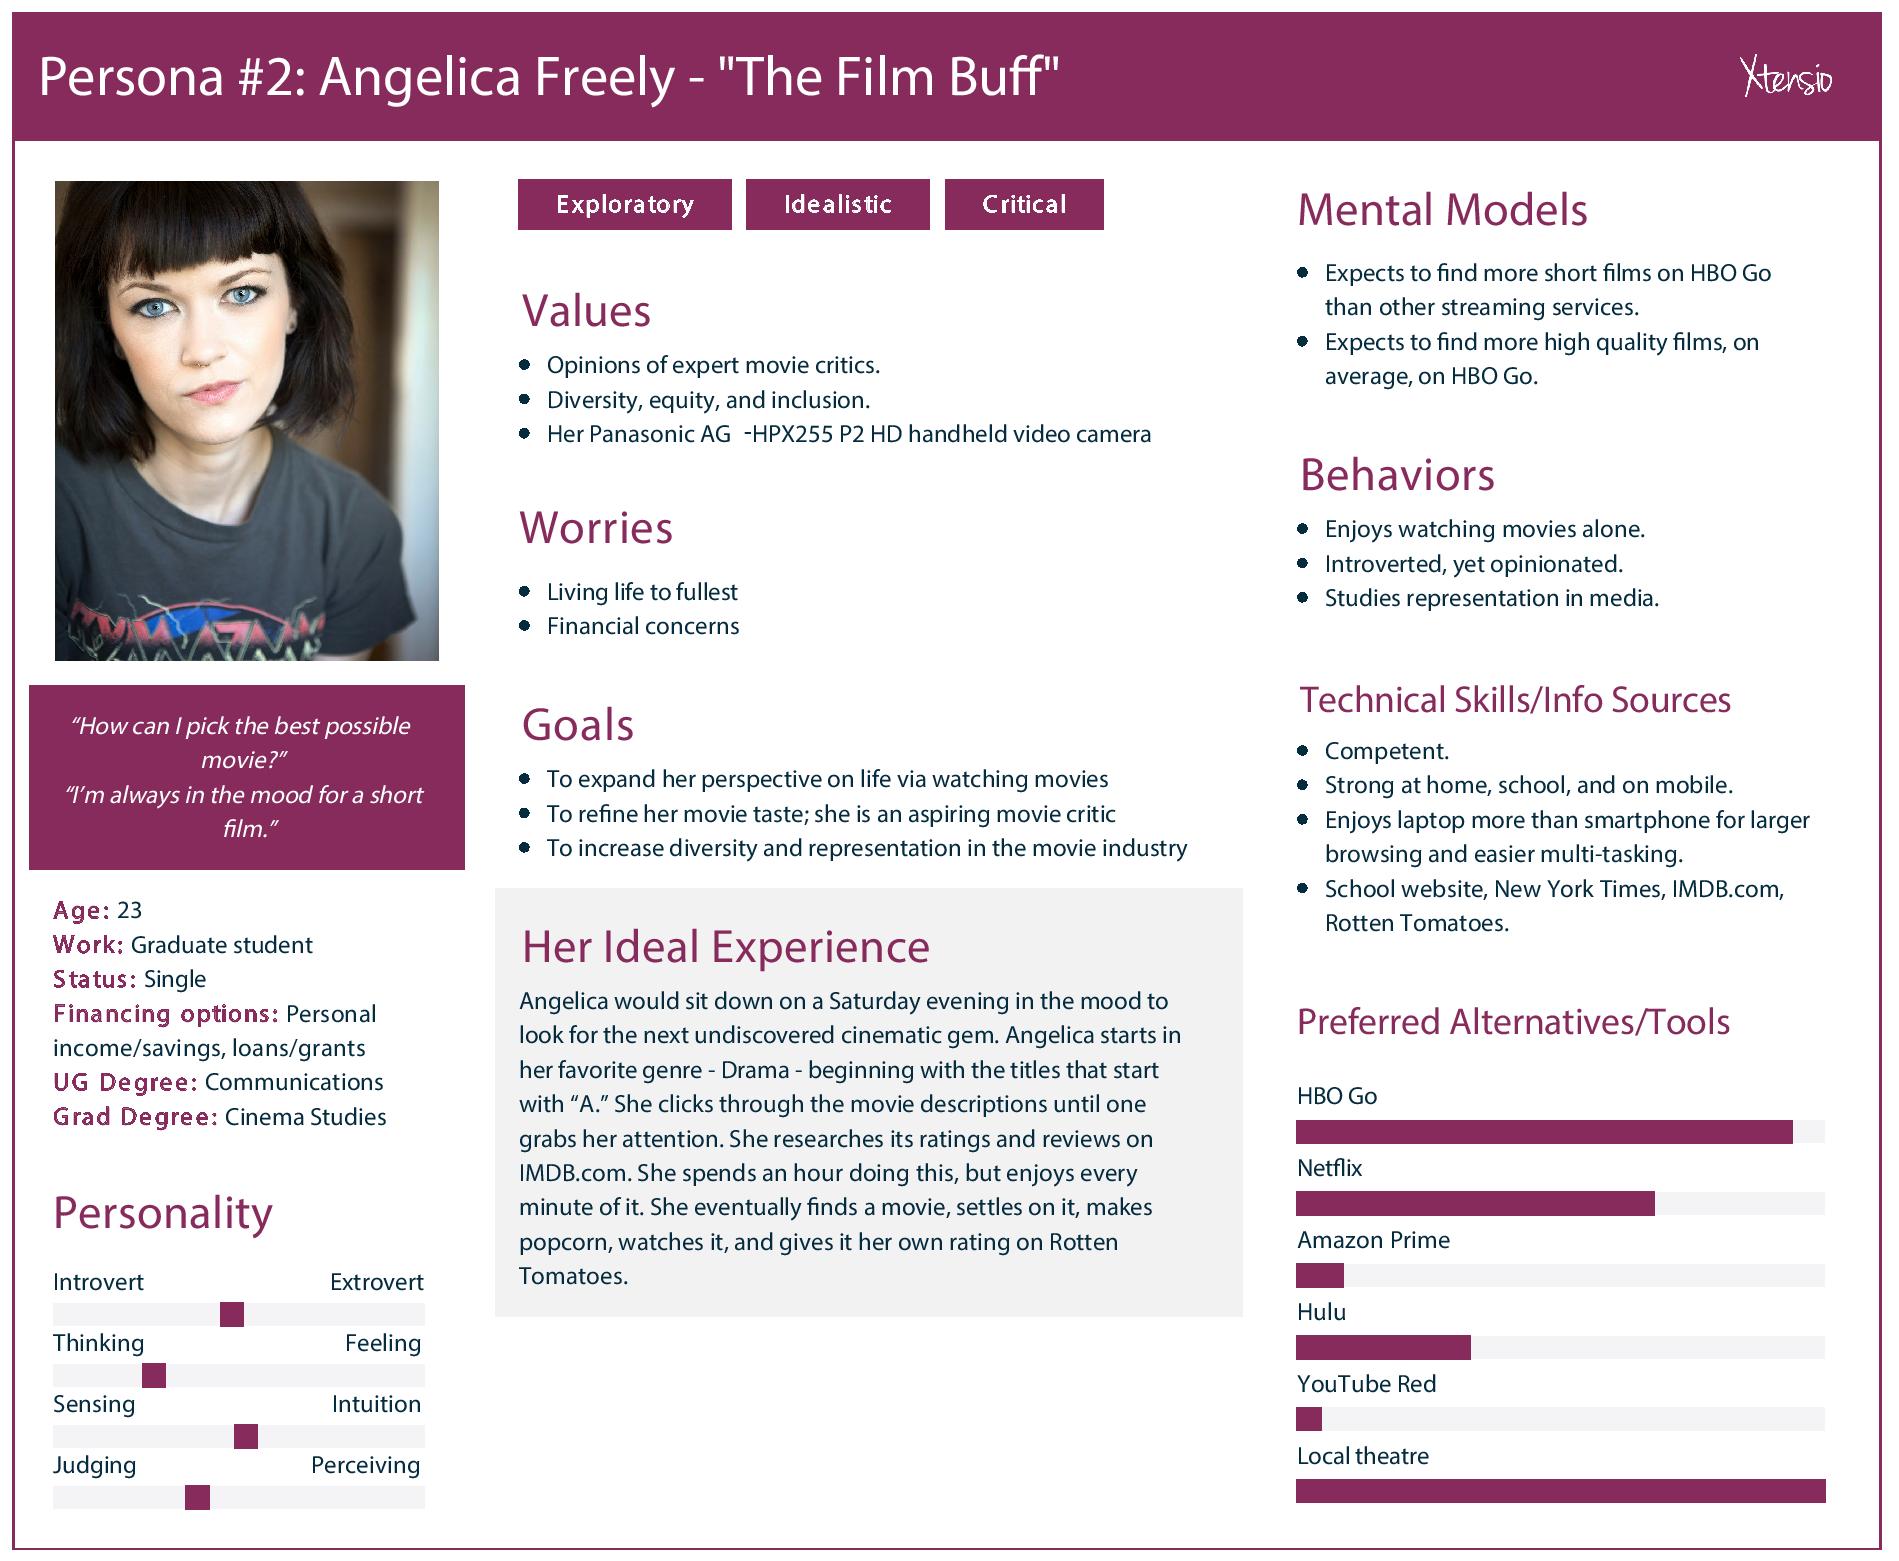 Persona #2: Angelica Freely - "The Film Buff"
Xtensio
“How can I pick the best possible
movie?”
“I’m always in the mood for a short
film.”
Age: 23
Work: Graduate student
Status: Single
Financing options: Personal
income/savings, loans/grants
UG Degree: Communications
Grad Degree: Cinema Studies
Personality
Introvert Extrovert
Thinking Feeling
Sensing Intuition
Judging Perceiving
Exploratory Idealistic Critical
Values
• Opinions of expert movie critics.
• Diversity, equity, and inclusion.
• Her Panasonic AG -HPX255 P2 HD handheld video camera
Worries
• Living life to fullest
• Financial concerns
Goals
• To expand her perspective on life via watching movies
• To refine her movie taste; she is an aspiring movie critic
• To increase diversity and representation in the movie industry
Her Ideal Experience
Angelica would sit down on a Saturday evening in the mood to
look for the next undiscovered cinematic gem. Angelica starts in
her favorite genre - Drama - beginning with the titles that start
with “A.” She clicks through the movie descriptions until one
grabs her attention. She researches its ratings and reviews on
IMDB.com. She spends an hour doing this, but enjoys every
minute of it. She eventually finds a movie, settles on it, makes
popcorn, watches it, and gives it her own rating on Rotten
Tomatoes.
Mental Models
• Expects to find more short films on HBO Go
than other streaming services.
• Expects to find more high quality films, on
average, on HBO Go.
Behaviors
• Enjoys watching movies alone.
• Introverted, yet opinionated.
• Studies representation in media.
Technical Skills/Info Sources
• Competent.
• Strong at home, school, and on mobile.
• Enjoys laptop more than smartphone for larger
browsing and easier multi-tasking.
• School website, New York Times, IMDB.com,
Rotten Tomatoes.
Preferred Alternatives/Tools
HBO Go
Netflix
Amazon Prime
Hulu
YouTube Red
Local theatre